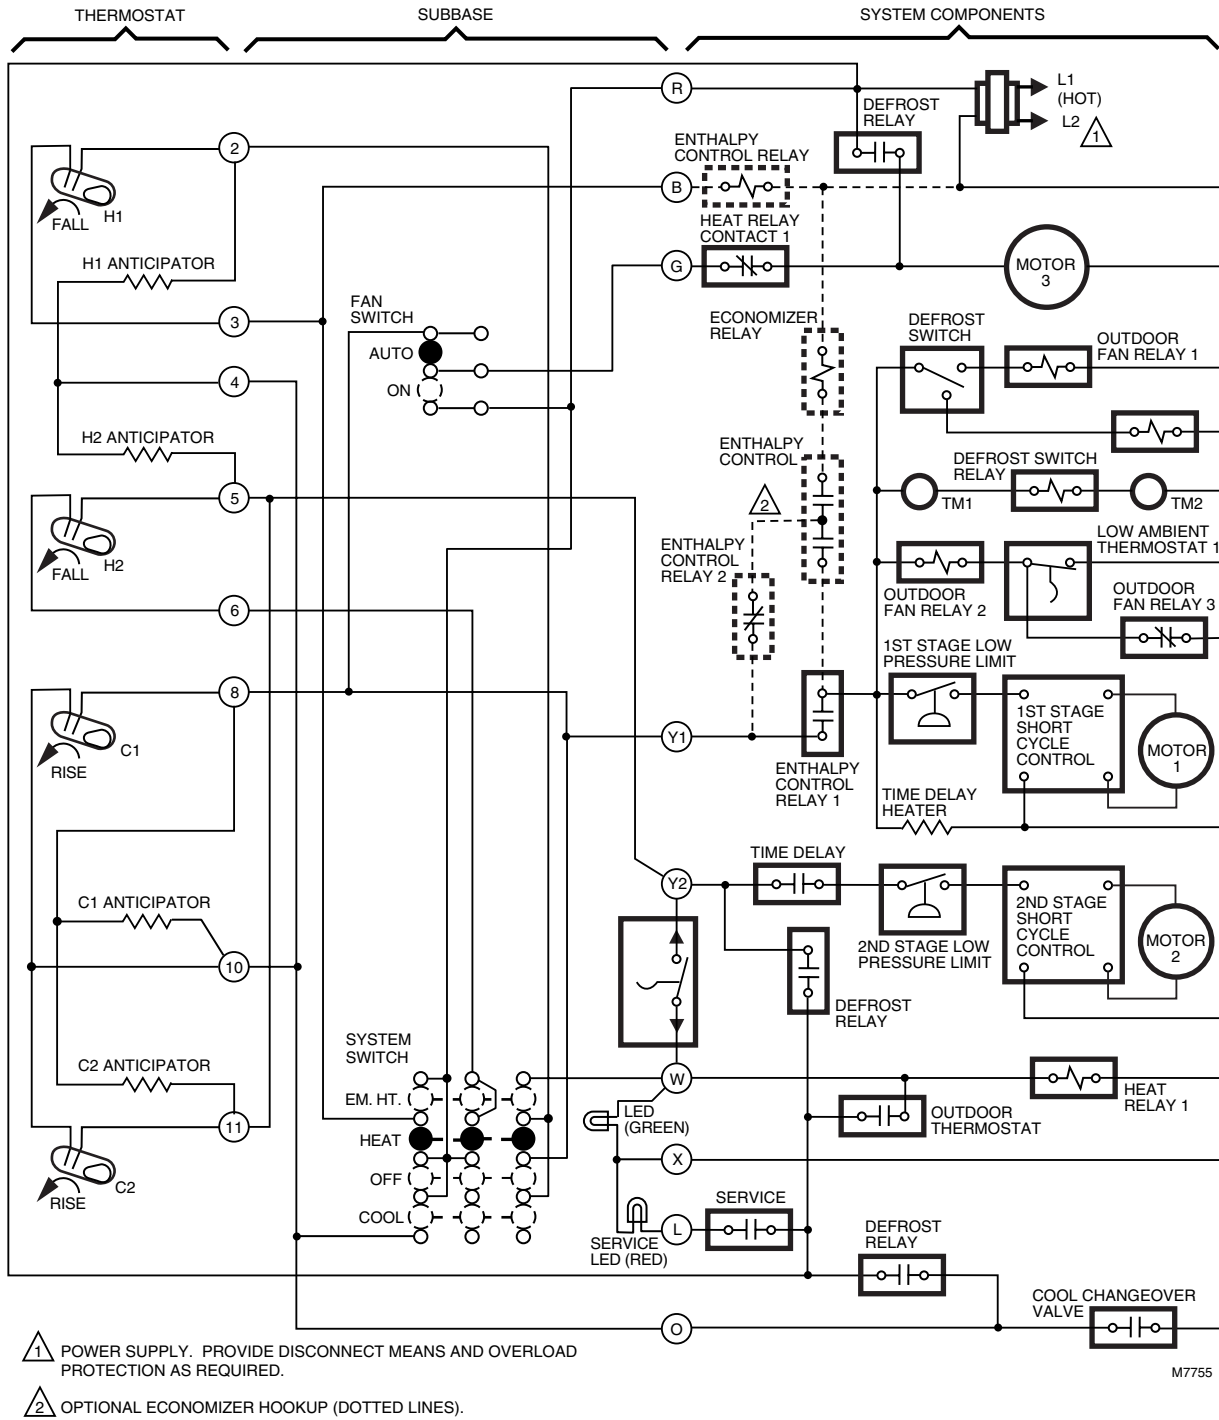 THERMOSTAT
SUBBASE
SYSTEM COMPONENTS
R
L1
(HOT)
L2
1
DEFROST
RELAY
2
ENTHALPY
CONTROL RELAY
H1
FALL
B
HEAT RELAY
CONTACT 1
H1 ANTICIPATOR
G
MOTOR
3
FAN
SWITCH
3
ECONOMIZER
RELAY
DEFROST
SWITCH
OUTDOOR
FAN RELAY 1
AUTO
4
ON
H2 ANTICIPATOR
ENTHALPY
CONTROL
DEFROST SWITCH
RELAY
5
2
TM1
TM2
LOW AMBIENT
THERMOSTAT 1
H2
FALL
ENTHALPY
CONTROL
RELAY 2
OUTDOOR
FAN RELAY 2
OUTDOOR
FAN RELAY 3
6
1ST STAGE LOW
PRESSURE LIMIT
8
1ST STAGE
SHORT
CYCLE
CONTROL
C1
RISE
Y1
MOTOR
1
ENTHALPY
CONTROL
RELAY 1
TIME DELAY
HEATER
TIME DELAY
Y2
C1 ANTICIPATOR
2ND STAGE
SHORT
CYCLE
CONTROL
MOTOR
2
2ND STAGE LOW
PRESSURE LIMIT
10
DEFROST
RELAY
SYSTEM
SWITCH
C2 ANTICIPATOR
W
HEAT
RELAY 1
EM. HT.
LED
(GREEN)
OUTDOOR
THERMOSTAT
11
HEAT
X
OFF
C2
RISE
SERVICE
COOL
L
SERVICE
LED (RED)
DEFROST
RELAY
COOL CHANGEOVER
VALVE
O
1 POWER SUPPLY. PROVIDE DISCONNECT MEANS AND OVERLOAD
PROTECTION AS REQUIRED.
M7755
2 OPTIONAL ECONOMIZER HOOKUP (DOTTED LINES).